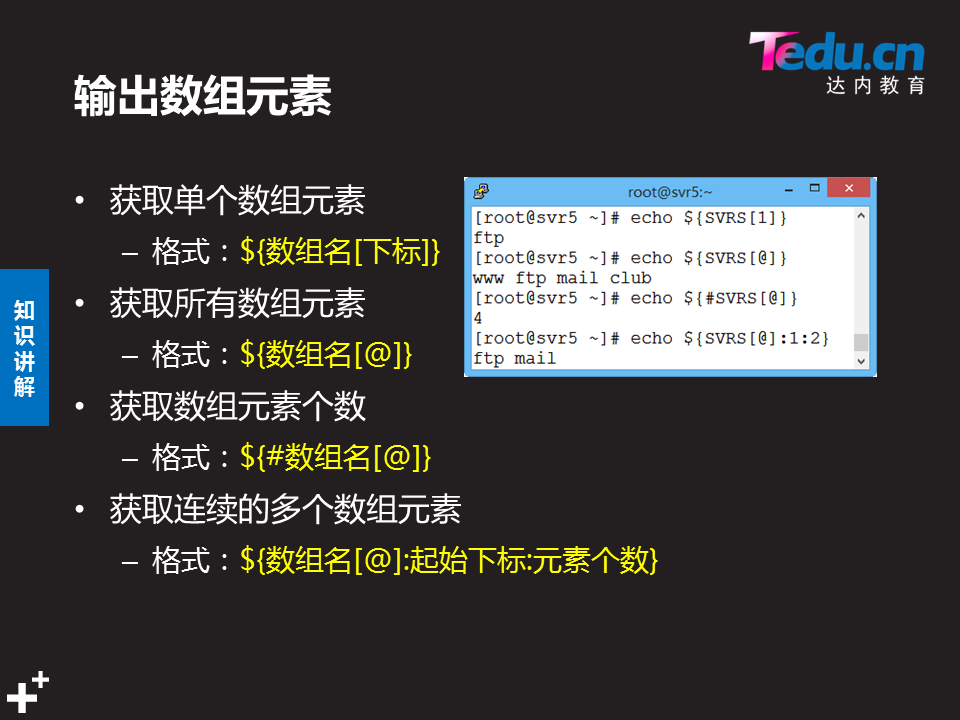 Tedu.cn
达内教育
输出数组元素
• 获取单个数组元素
– 格式：${数组名[下标]}
• 获取所有数组元素
– 格式：${数组名[@]}
• 获取数组元素个数
– 格式：${#数组名[@]}
• 获取连续的多个数组元素
– 格式：${数组名[@]:起始下标:元素个数}
root@svr5:~
[root@svr5 ~]# echo ${SVRS[1]}
ftp
[root@svr5 ~]# echo ${SVRS[@]}
www ftp mail club
[root@svr5 ~]# echo ${#SVRS[@]}
4
[root@svr5 ~]# echo ${SVRS[@]:1:2}
ftp mail
知
识
讲
解